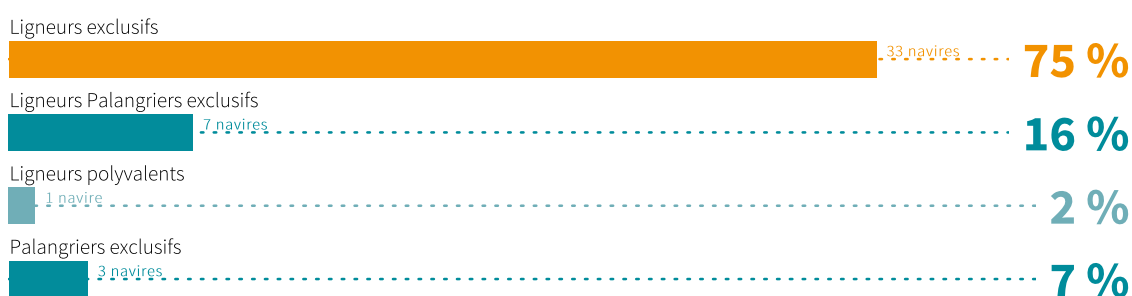 Ligneurs exclusifs
33 navires
75 %
Ligneurs Palangriers exclusifs
7 navires
16 %
Ligneurs polyvalents
1 navire
2 %
Palangriers exclusifs
3 navires
7 %